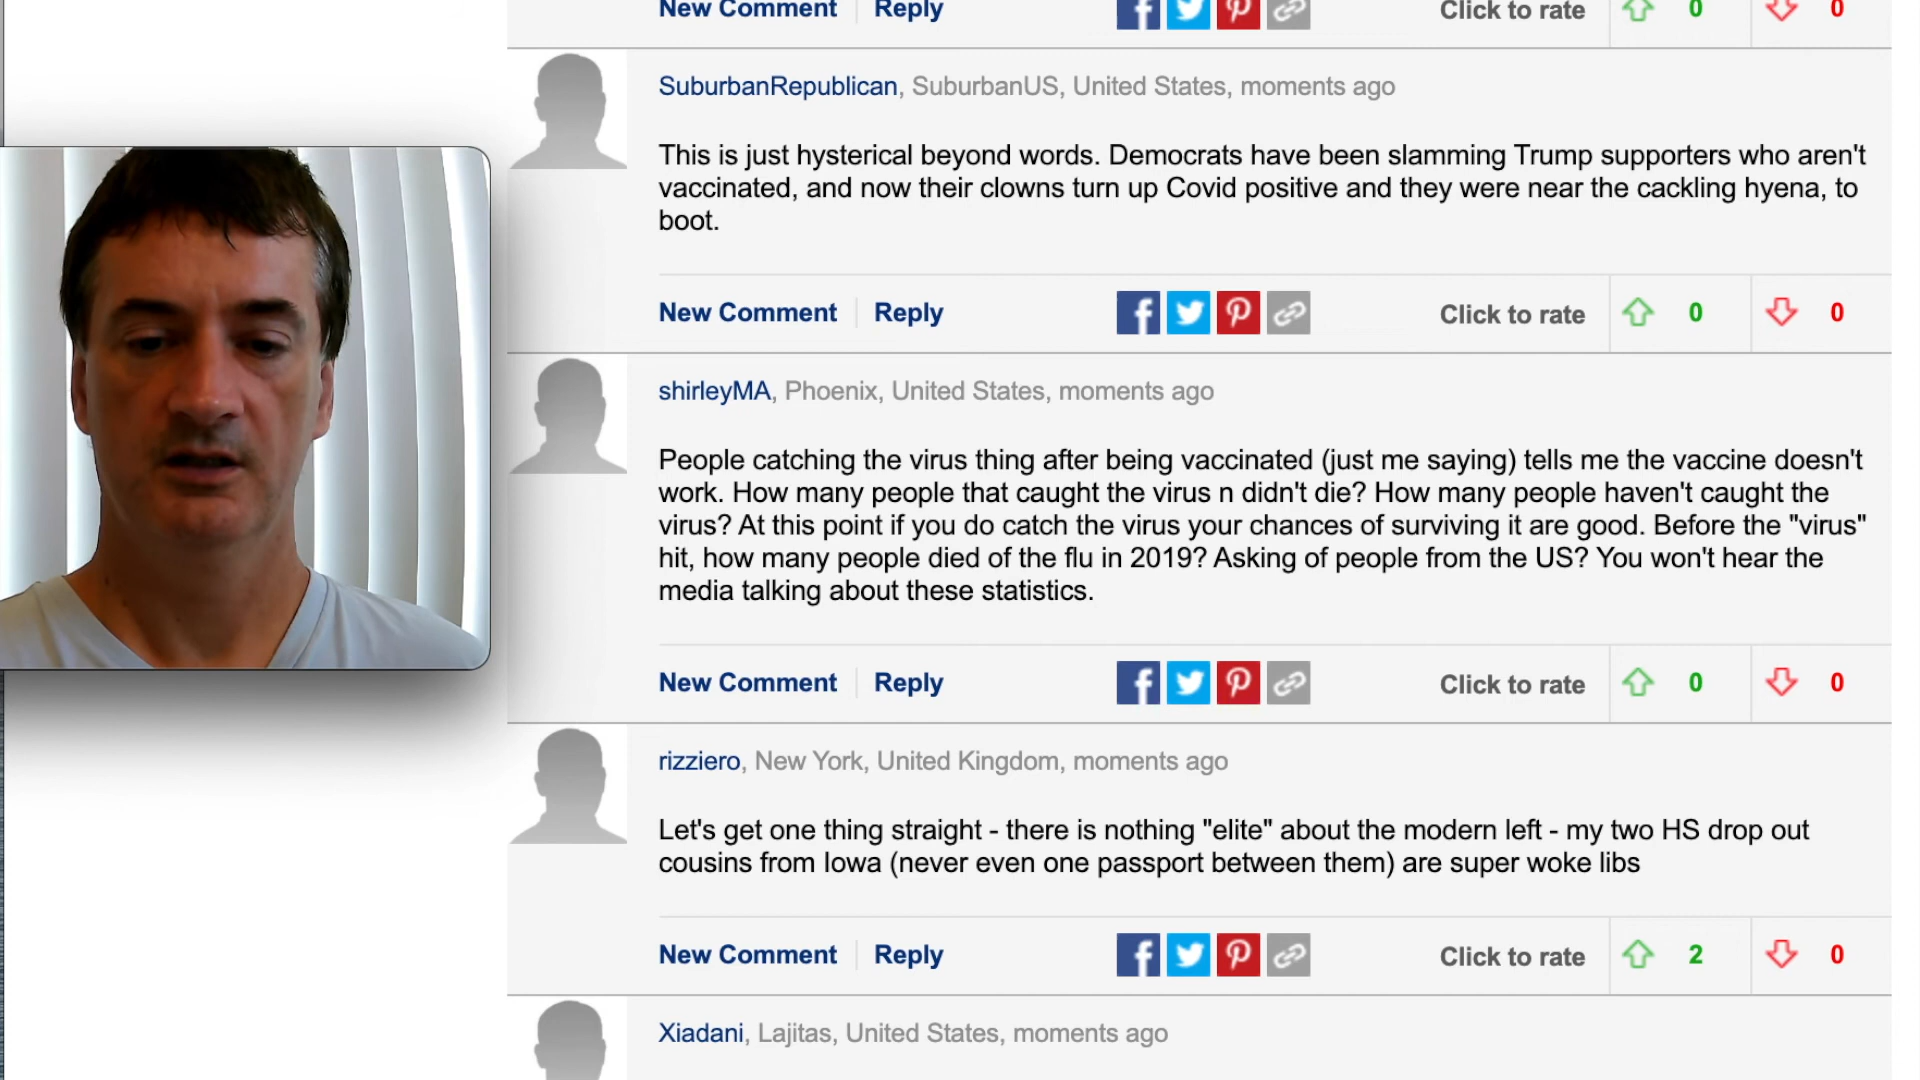 New Comment Reply Click to rate 0 0
SuburbanRepublican, SuburbanUS, United States, moments ago
This is just hysterical beyond words. Democrats have been slamming Trump supporters who aren't
vaccinated, and now their clowns turn up Covid positive and they were near the cackling hyena, to
boot.
New Comment Reply Click to rate 0 0
shirleyMA, Phoenix, United States, moments ago
People catching the virus thing after being vaccinated (just me saying) tells me the vaccine doesn't
work. How many people that caught the virus n didn't die? How many people haven't caught the
virus? At this point if you do catch the virus your chances of surviving it are good. Before the "virus"
hit, how many people died of the flu in 2019? Asking of people from the US? You won't hear the
media talking about these statistics.
New Comment Reply Click to rate 0 0
rizziero, New York, United Kingdom, moments ago
Let's get one thing straight - there is nothing "elite" about the modern left - my two HS drop out
cousins from Iowa (never even one passport between them) are super woke libs
New Comment Reply Click to rate 2 0
Xiadani, Lajitas, United States, moments ago